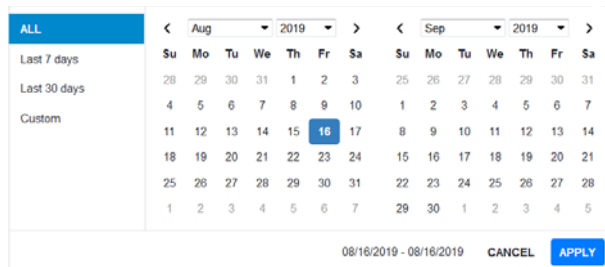 ALL
Last 7 days
Last 30 days
Custom
Aug 2019
Su Mo Tu We Th Fr Sa
28 29 30 31 1 2 3
4 5 6 7 8 9 10
11 12 13 14 15 16 17
18 19 20 21 22 23 24
25 26 27 28 29 30 31
1 2 3 4 5 6 7
Sep 2019
Su Mo Tu We Th Fr Sa
25 26 27 28 29 30 31
1 2 3 4 5 6 7
8 9 10 11 12 13 14
15 16 17 18 19 20 21
22 23 24 25 26 27 28
29 30 1 2 3 4 5
08/16/2019 - 08/16/2019 CANCEL APPLY